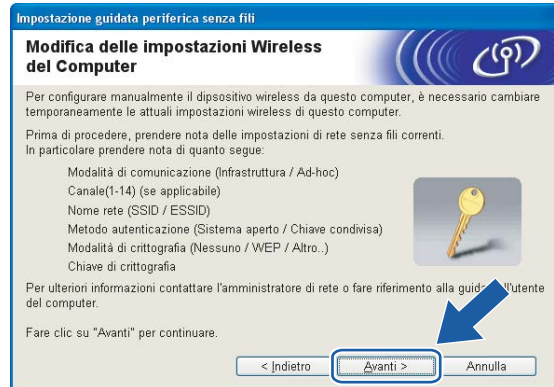 Impostazione guidata periferica senza fili
Modifica delle impostazioni Wireless
del Computer
Per configurare manualmente il dipsositivo wireless da questo computer, è necessario cambiare
temporaneamente le attuali impostazioni wireless di questo computer.
Prima di procedere, prendere nota delle impostazioni di rete senza fili correnti.
In particolare prendere nota di quanto segue:
Modalità di comunicazione (Infrastruttura / Ad-hoc)
Canale(1-14) (se applicabile)
Nome rete (SSID / ESSID)
Metodo autenticazione (Sistema aperto / Chiave condivisa)
Modalità di crittografia (Nessuno / WEP / Altro..)
Chiave di crittografia
Per ulteriori informazioni contattare l'amministratore di rete o fare riferimento alla
del computer.
Fare clic su "Avanti" per continuare.
< Indietro Avanti > Annulla